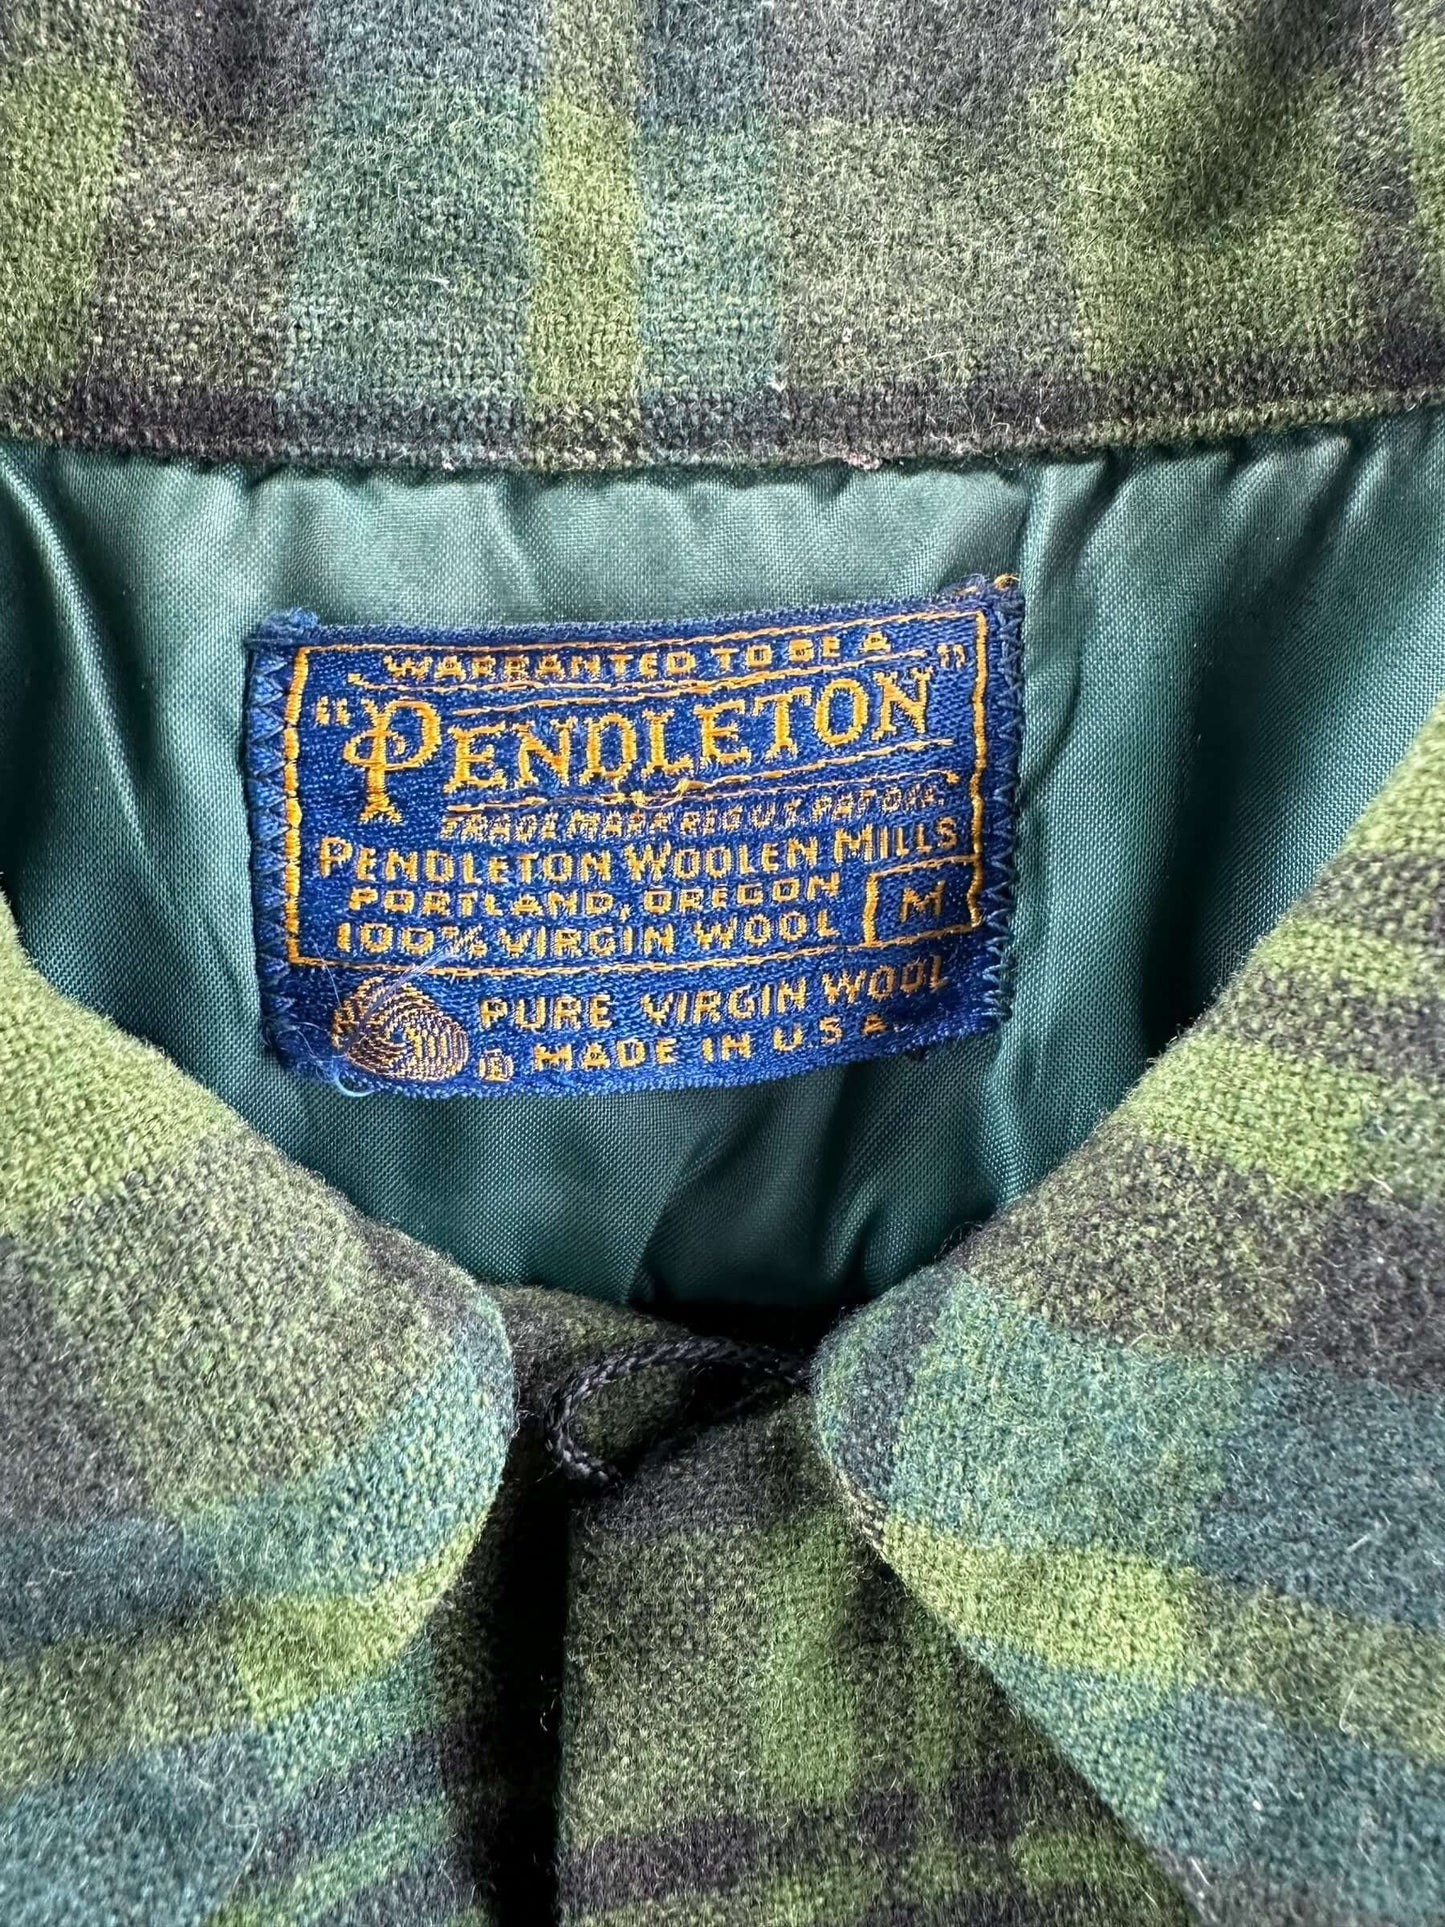 WARRANTED TO BE A
"PENDLETON"
TRADE MARK REG U.S. PAT OFF.
PENDLETON WOOLEN MILLS
PORTLAND, OREGON
100% VIRGIN WOOL
M
PURE VIRGIN WOOL
® MADE IN U S A